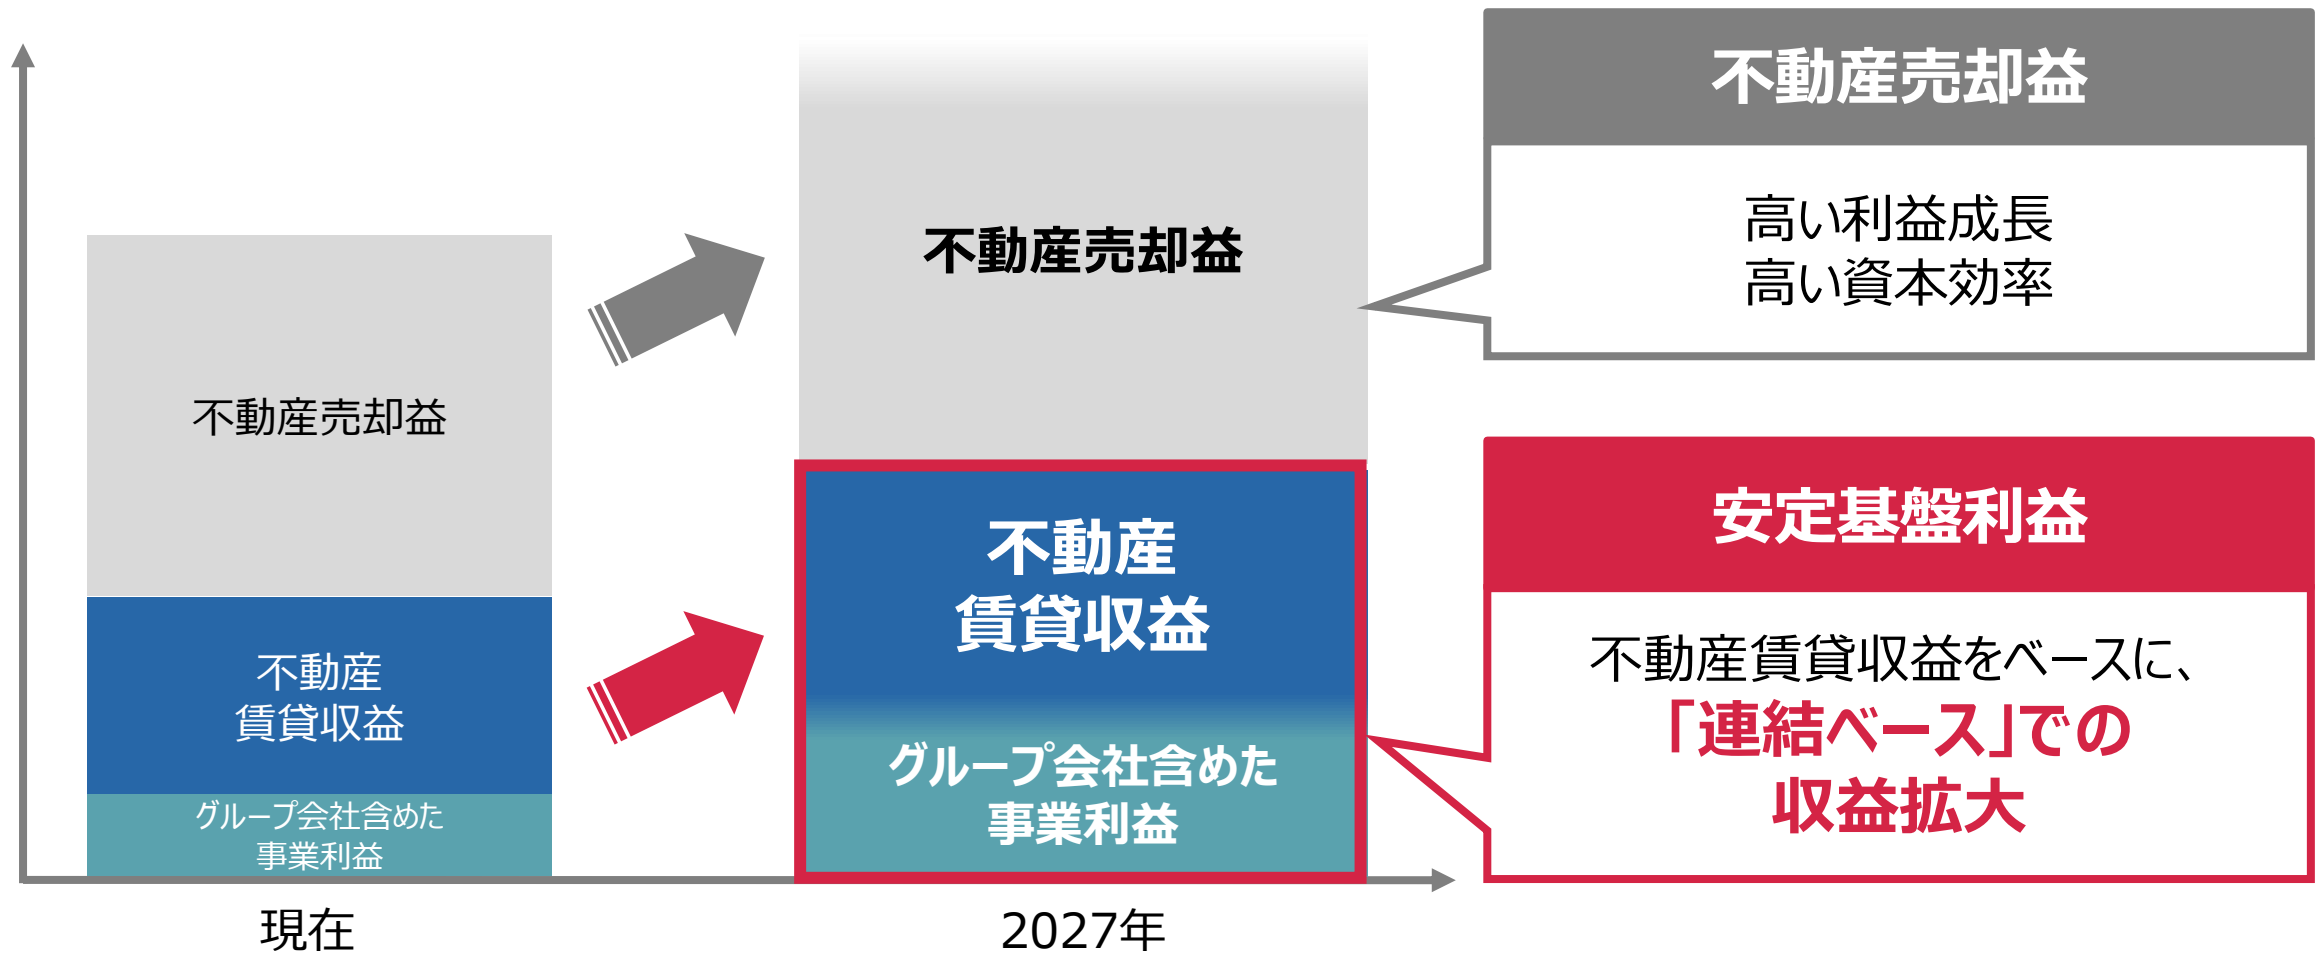 不動産売却益
不動産
賃貸収益
グループ会社含めた
事業利益
現在
不動産売却益
不動産
賃貸収益
グループ会社含めた
事業利益
2027年
不動産売却益
高い利益成長
高い資本効率
安定基盤利益
不動産賃貸収益をベースに、
「連結ベース」での
収益拡大